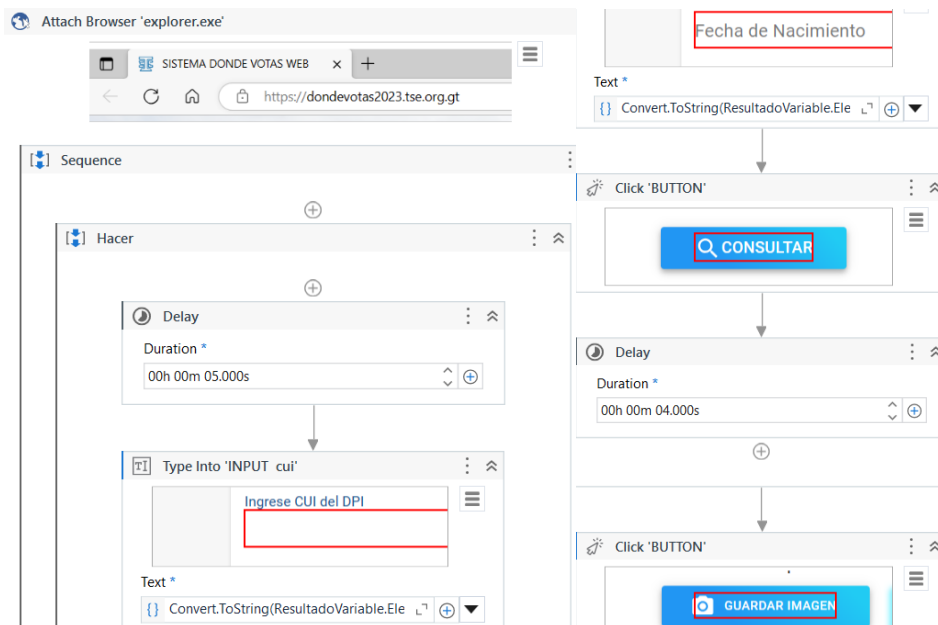 Attach Browser 'explorer.exe'
SISTEMA DONDE VOTAS WEB
https://dondevotas2023.tse.org.gt
Sequence
Hacer
Delay
Duration *
00h 00m 05.000s
Type Into 'INPUT cui'
Ingrese CUI del DPI
Text *
Convert.ToString(ResultadoVariable.Ele
Fecha de Nacimiento
Text *
Convert.ToString(ResultadoVariable.Ele
Click 'BUTTON'
CONSULTAR
Delay
Duration *
00h 00m 04.000s
Click 'BUTTON'
GUARDAR IMAGEN